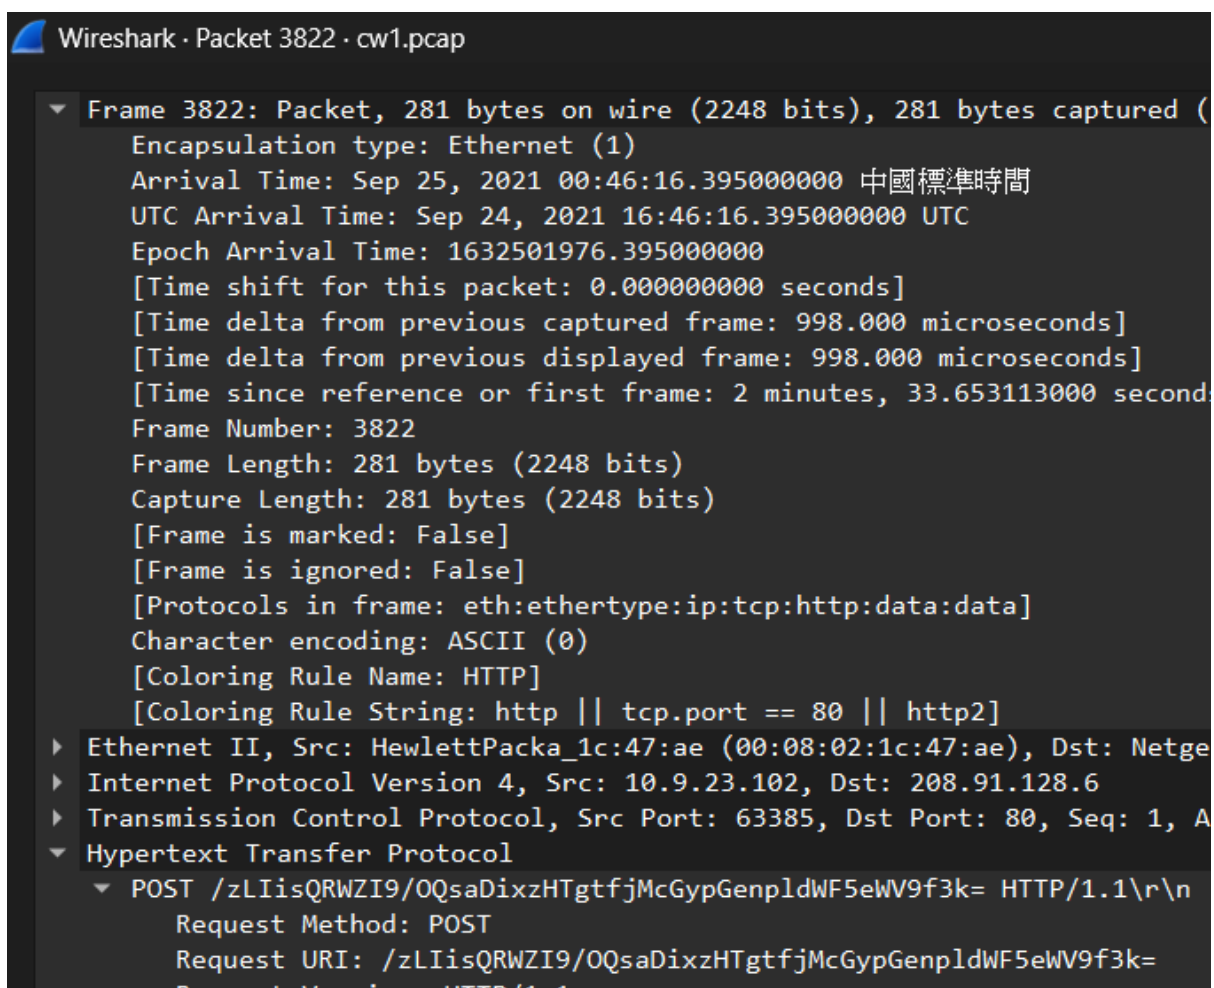 Wireshark · Packet 3822 · cw1.pcap
Frame 3822: Packet, 281 bytes on wire (2248 bits), 281 bytes captured (
Encapsulation type: Ethernet (1)
Arrival Time: Sep 25, 2021 00:46:16.395000000 中國標準時間
UTC Arrival Time: Sep 24, 2021 16:46:16.395000000 UTC
Epoch Arrival Time: 1632501976.395000000
[Time shift for this packet: 0.000000000 seconds]
[Time delta from previous captured frame: 998.000 microseconds]
[Time delta from previous displayed frame: 998.000 microseconds]
[Time since reference or first frame: 2 minutes, 33.653113000 seconds
Frame Number: 3822
Frame Length: 281 bytes (2248 bits)
Capture Length: 281 bytes (2248 bits)
[Frame is marked: False]
[Frame is ignored: False]
[Protocols in frame: eth:ethertype:ip:tcp:http:data:data]
Character encoding: ASCII (0)
[Coloring Rule Name: HTTP]
[Coloring Rule String: http || tcp.port == 80 || http2]
Ethernet II, Src: HewlettPacka_1c:47:ae (00:08:02:1c:47:ae), Dst: Netge
Internet Protocol Version 4, Src: 10.9.23.102, Dst: 208.91.128.6
Transmission Control Protocol, Src Port: 63385, Dst Port: 80, Seq: 1, A
Hypertext Transfer Protocol
POST /zLIisQRWZI9/OQsaDixzHTgtfjMcGypGenpldWF5eWV9f3k= HTTP/1.1\r\n
Request Method: POST
Request URI: /zLIisQRWZI9/OQsaDixzHTgtfjMcGypGenpldWF5eWV9f3k=